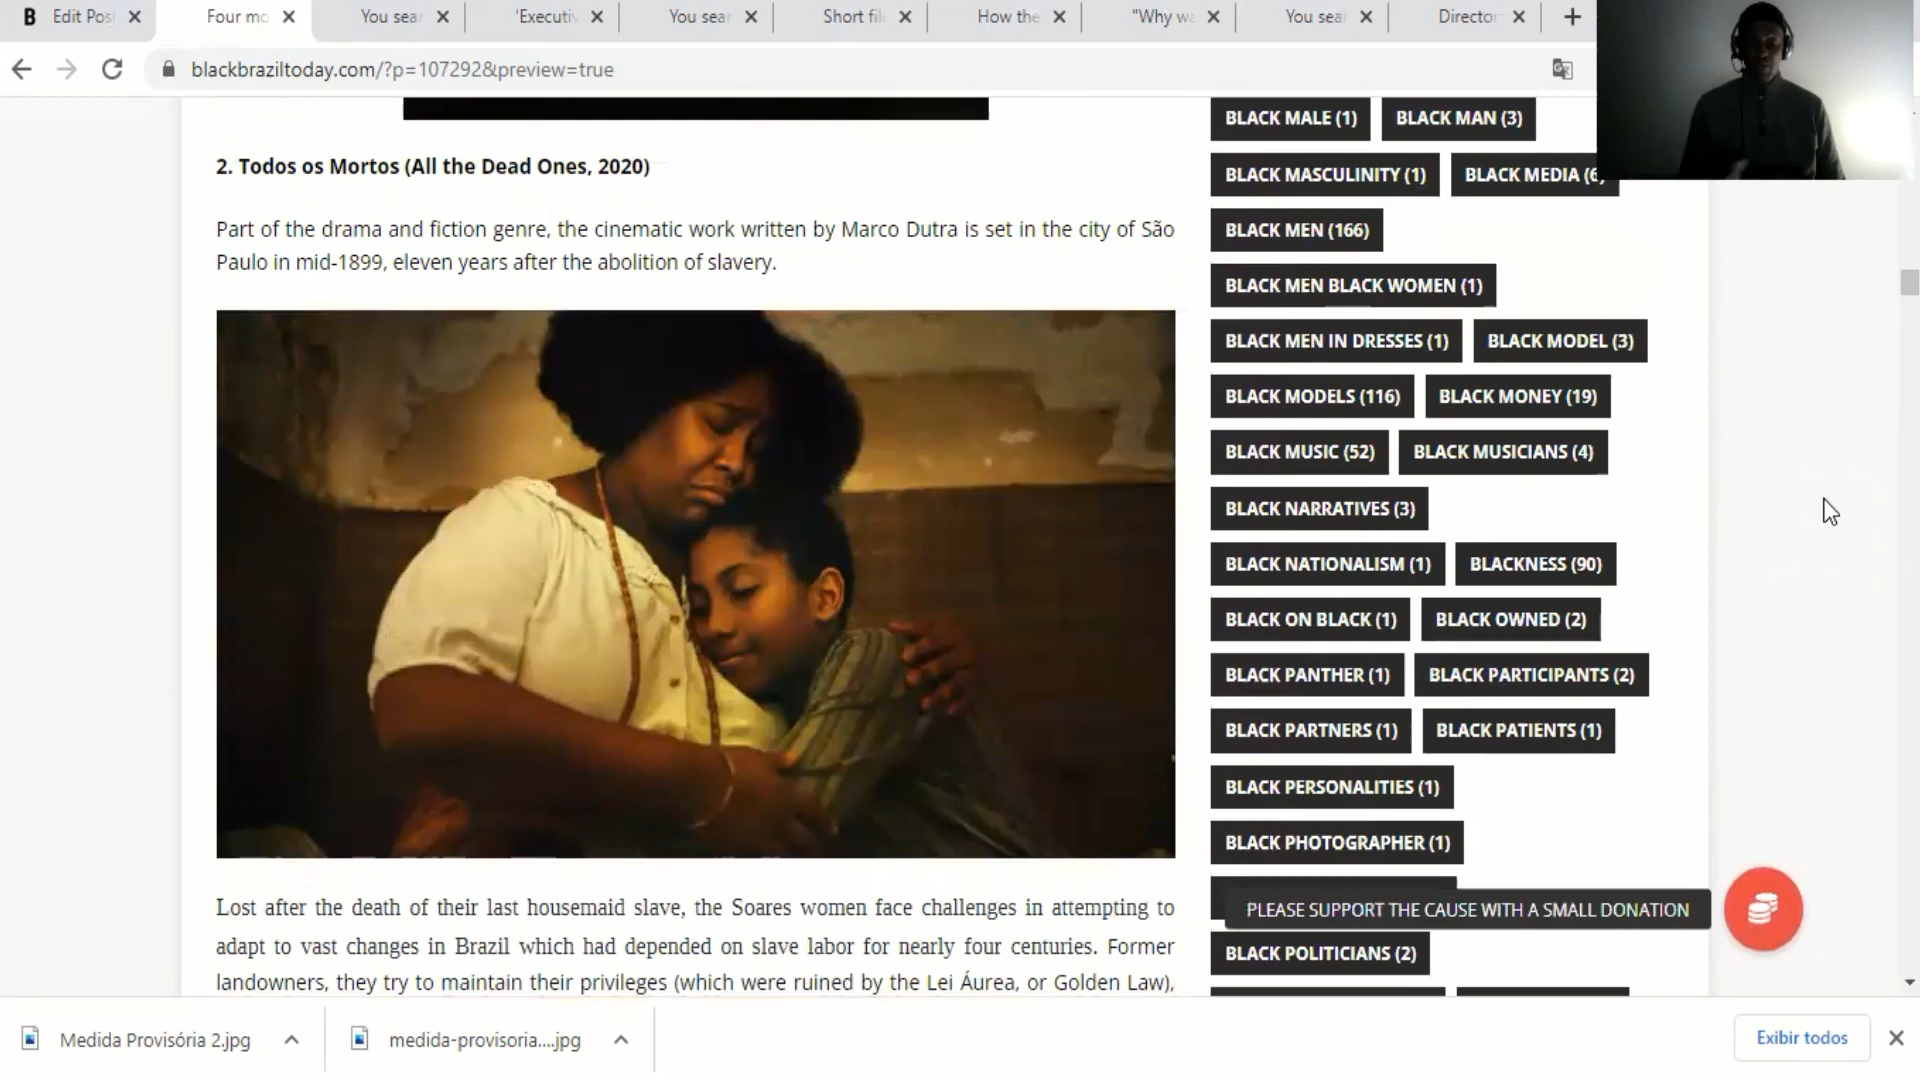 Edit Pos
Four mo
You sear
'Executiv
You sear
Short fil
How the
"Why wa
You sear
Director
blackbraziltoday.com/?p=107292&preview=true
2. Todos os Mortos (All the Dead Ones, 2020)
Part of the drama and fiction genre, the cinematic work written by Marco Dutra is set in the city of São
Paulo in mid-1899, eleven years after the abolition of slavery.
Lost after the death of their last housemaid slave, the Soares women face challenges in attempting to
adapt to vast changes in Brazil which had depended on slave labor for nearly four centuries. Former
landowners, they try to maintain their privileges (which were ruined by the Lei Áurea, or Golden Law),
BLACK MALE (1) BLACK MAN (3)
BLACK MASCULINITY (1) BLACK MEDIA (6)
BLACK MEN (166)
BLACK MEN BLACK WOMEN (1)
BLACK MEN IN DRESSES (1) BLACK MODEL (3)
BLACK MODELS (116) BLACK MONEY (19)
BLACK MUSIC (52) BLACK MUSICIANS (4)
BLACK NARRATIVES (3)
BLACK NATIONALISM (1) BLACKNESS (90)
BLACK ON BLACK (1) BLACK OWNED (2)
BLACK PANTHER (1) BLACK PARTICIPANTS (2)
BLACK PARTNERS (1) BLACK PATIENTS (1)
BLACK PERSONALITIES (1)
BLACK PHOTOGRAPHER (1)
PLEASE SUPPORT THE CAUSE WITH A SMALL DONATION
BLACK POLITICIANS (2)
Medida Provisória 2.jpg
medida-provisoria....jpg
Exibir todos